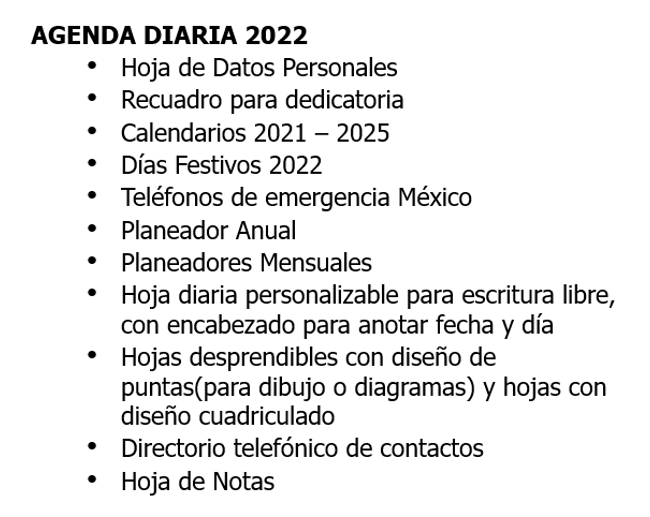 AGENDA DIARIA 2022
• Hoja de Datos Personales
• Recuadro para dedicatoria
• Calendarios 2021 – 2025
• Días Festivos 2022
• Teléfonos de emergencia México
• Planeador Anual
• Planeadores Mensuales
• Hoja diaria personalizable para escritura libre,
con encabezado para anotar fecha y día
• Hojas desprendibles con diseño de
puntas(para dibujo o diagramas) y hojas con
diseño cuadriculado
• Directorio telefónico de contactos
• Hoja de Notas